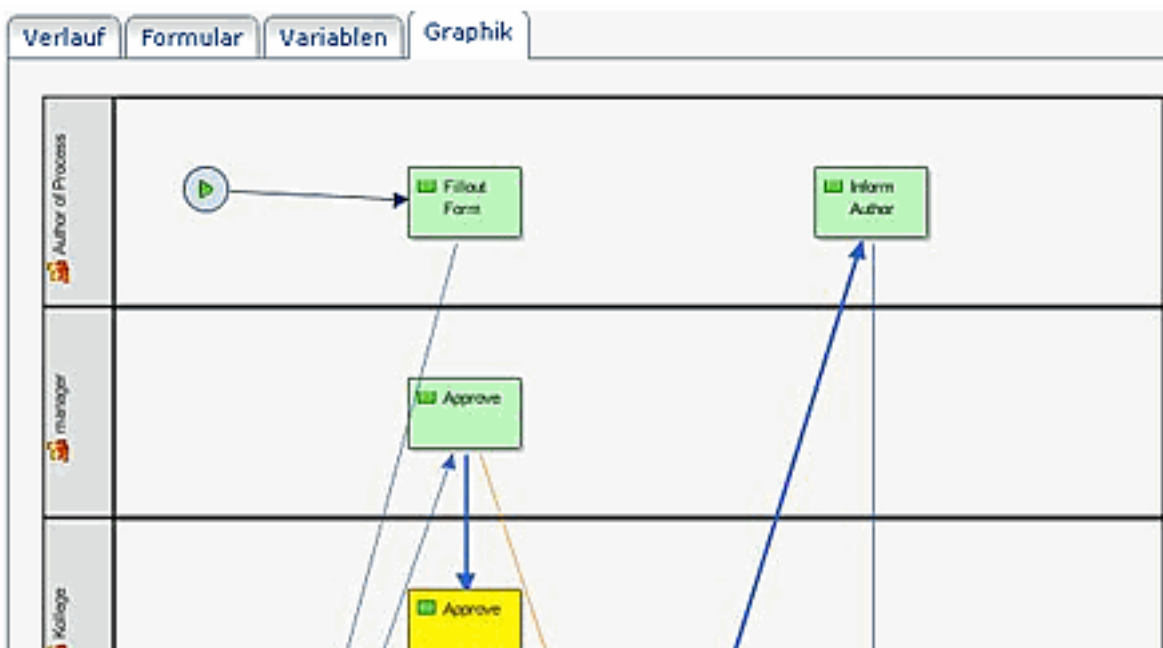 Verlauf
Formular
Variablen
Graphik
Author of Process
Fillout
Form
Inform
Author
manager
Approve
Kollege
Approve